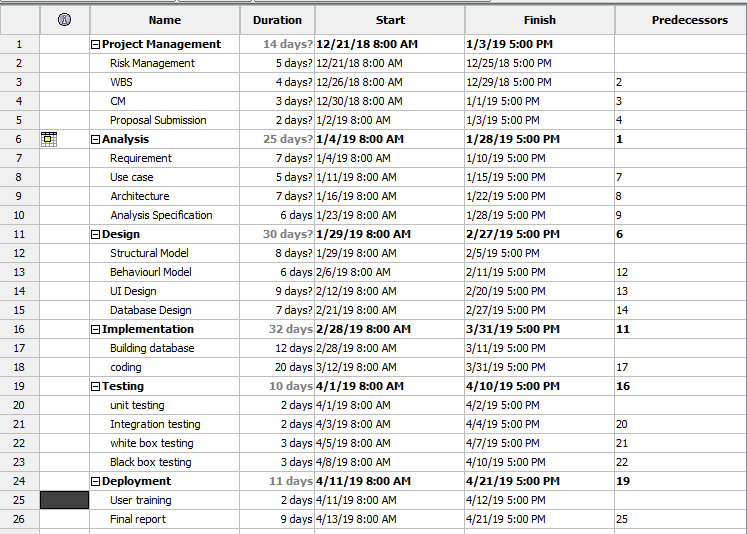 Name Duration Start Finish Predecessors
1 Project Management 14 days? 12/21/18 8:00 AM 1/3/19 5:00 PM
2 Risk Management 5 days? 12/21/18 8:00 AM 12/25/18 5:00 PM
3 WBS 4 days? 12/26/18 8:00 AM 12/29/18 5:00 PM 2
4 CM 3 days? 12/30/18 8:00 AM 1/1/19 5:00 PM 3
5 Proposal Submission 2 days? 1/2/19 8:00 AM 1/3/19 5:00 PM 4
6 Analysis 25 days? 1/4/19 8:00 AM 1/28/19 5:00 PM 1
7 Requirement 7 days? 1/4/19 8:00 AM 1/10/19 5:00 PM
8 Use case 5 days? 1/11/19 8:00 AM 1/15/19 5:00 PM 7
9 Architecture 7 days? 1/16/19 8:00 AM 1/22/19 5:00 PM 8
10 Analysis Specification 6 days 1/23/19 8:00 AM 1/28/19 5:00 PM 9
11 Design 30 days? 1/29/19 8:00 AM 2/27/19 5:00 PM 6
12 Structural Model 8 days? 1/29/19 8:00 AM 2/5/19 5:00 PM
13 Behaviourl Model 6 days 2/6/19 8:00 AM 2/11/19 5:00 PM 12
14 UI Design 9 days? 2/12/19 8:00 AM 2/20/19 5:00 PM 13
15 Database Design 7 days? 2/21/19 8:00 AM 2/27/19 5:00 PM 14
16 Implementation 32 days 2/28/19 8:00 AM 3/31/19 5:00 PM 11
17 Building database 12 days 2/28/19 8:00 AM 3/11/19 5:00 PM
18 coding 20 days 3/12/19 8:00 AM 3/31/19 5:00 PM 17
19 Testing 10 days 4/1/19 8:00 AM 4/10/19 5:00 PM 16
20 unit testing 2 days 4/1/19 8:00 AM 4/2/19 5:00 PM
21 Integration testing 2 days 4/3/19 8:00 AM 4/4/19 5:00 PM 20
22 white box testing 3 days 4/5/19 8:00 AM 4/7/19 5:00 PM 21
23 Black box testing 3 days 4/8/19 8:00 AM 4/10/19 5:00 PM 22
24 Deployment 11 days 4/11/19 8:00 AM 4/21/19 5:00 PM 19
25 User training 2 days 4/11/19 8:00 AM 4/12/19 5:00 PM
26 Final report 9 days 4/13/19 8:00 AM 4/21/19 5:00 PM 25